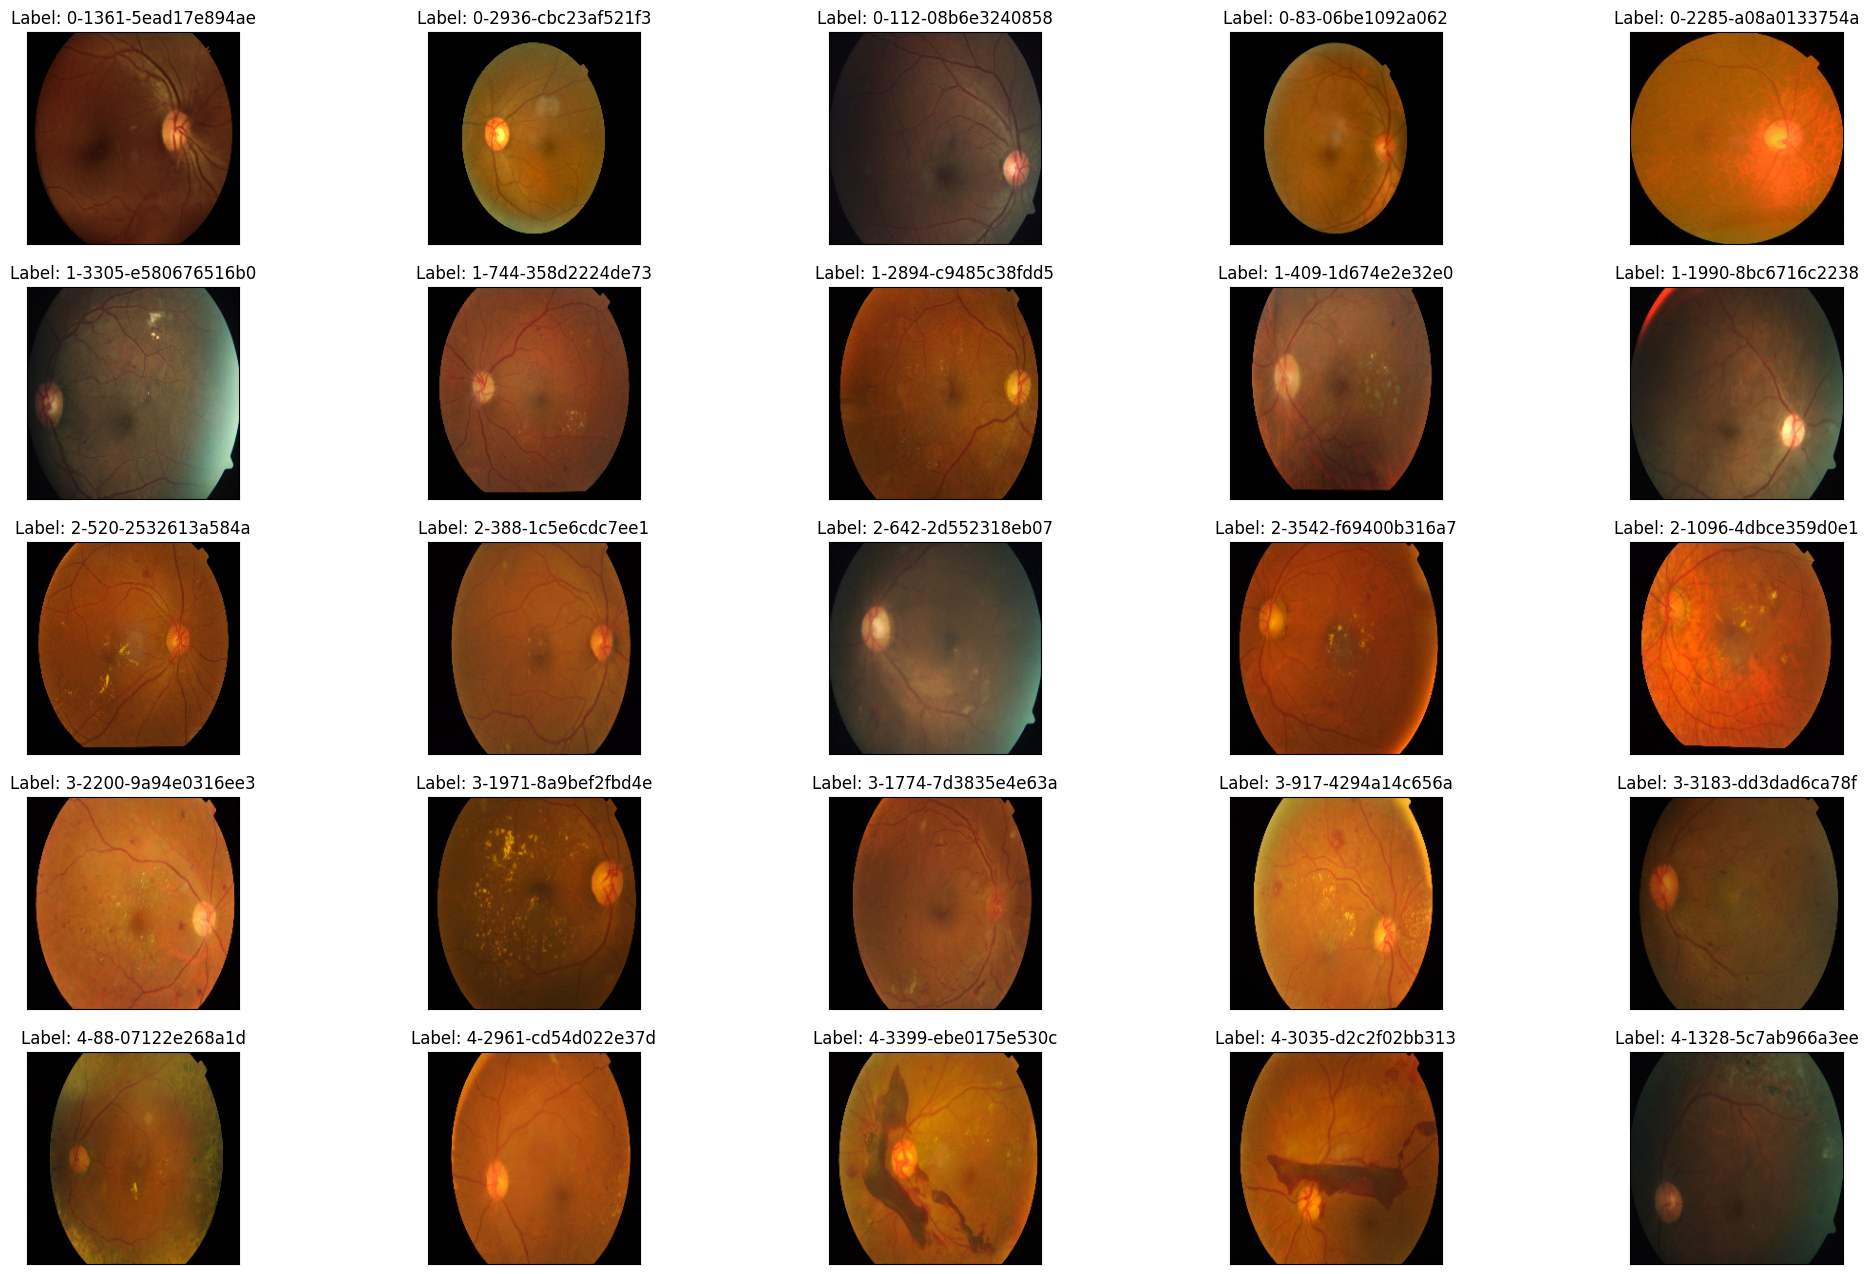 Label: 0-1361-5ead17e894ae
Label: 0-2936-cbc23af521f3
Label: 0-112-08b6e3240858
Label: 0-83-06be1092a062
Label: 0-2285-a08a0133754a
Label: 1-3305-e580676516b0
Label: 1-744-358d2224de73
Label: 1-2894-c9485c38fdd5
Label: 1-409-1d674e2e32e0
Label: 1-1990-8bc6716c2238
Label: 2-520-2532613a584a
Label: 2-388-1c5e6cdc7ee1
Label: 2-642-2d552318eb07
Label: 2-3542-f69400b316a7
Label: 2-1096-4dbce359d0e1
Label: 3-2200-9a94e0316ee3
Label: 3-1971-8a9bef2fbd4e
Label: 3-1774-7d3835e4e63a
Label: 3-917-4294a14c656a
Label: 3-3183-dd3dad6ca78f
Label: 4-88-07122e268a1d
Label: 4-2961-cd54d022e37d
Label: 4-3399-ebe0175e530c
Label: 4-3035-d2c2f02bb313
Label: 4-1328-5c7ab966a3ee